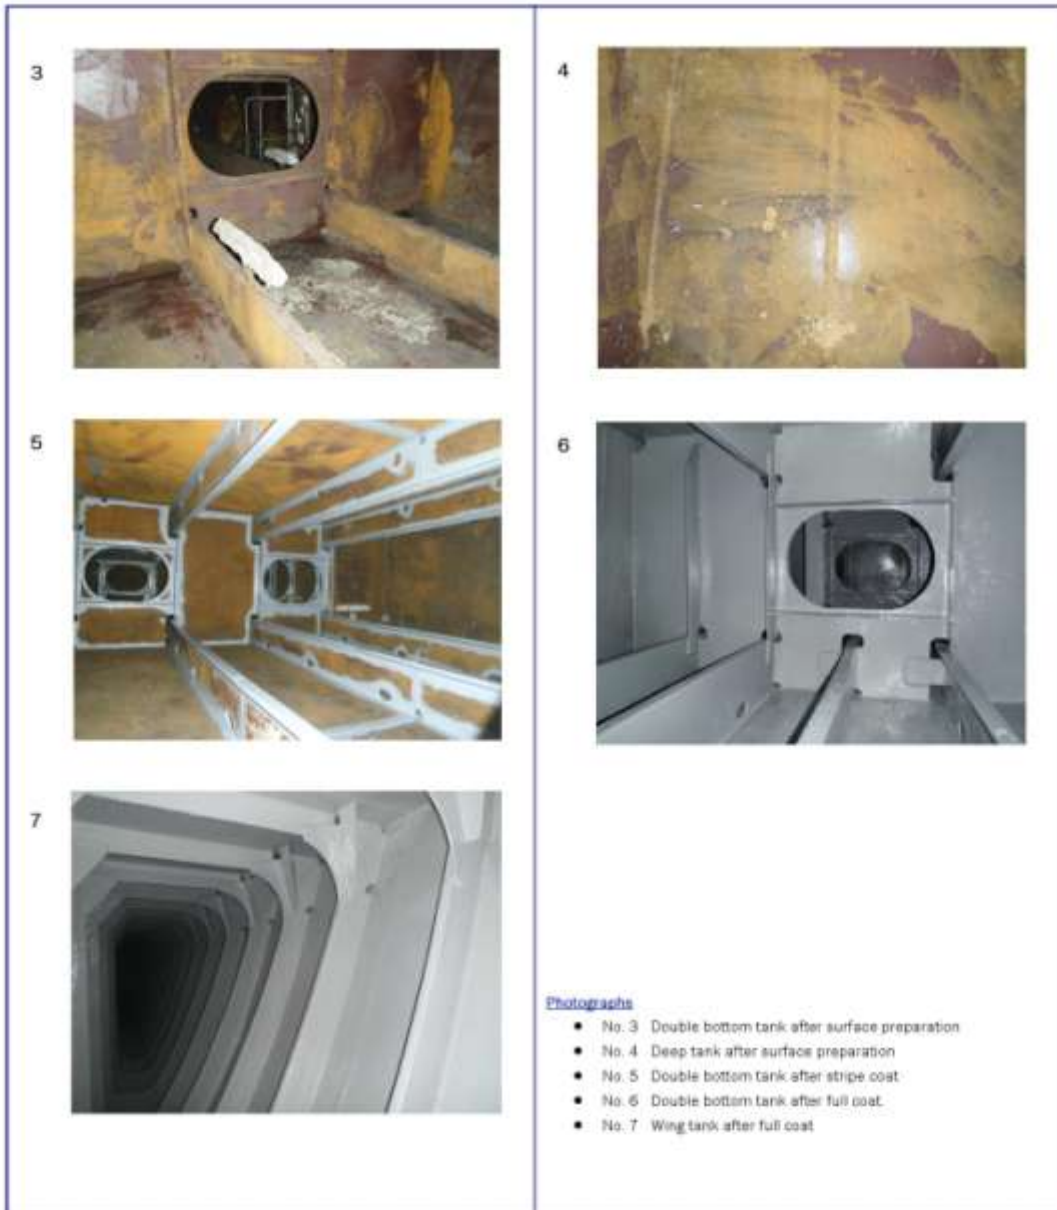 3
4
5
6
7
Photographs
• No. 3 Double bottom tank after surface preparation
• No. 4 Deep tank after surface preparation
• No. 5 Double bottom tank after stripe coat
• No. 6 Double bottom tank after full coat.
• No. 7 Wing tank after full coat